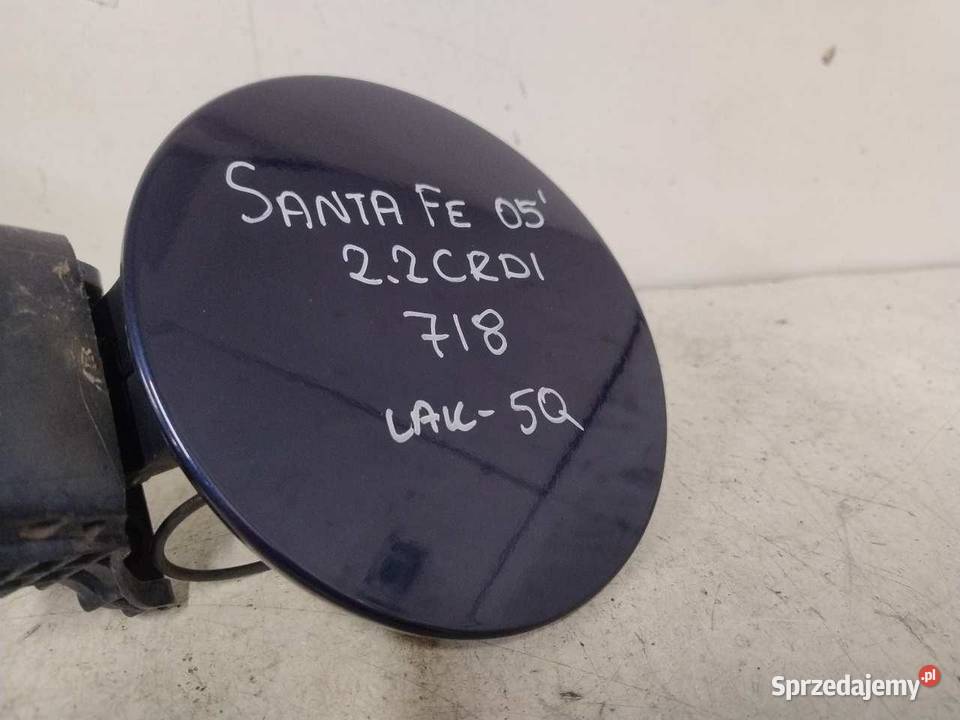 SANTA FE 05'
2.2CRDI
718
LAK-5Q
Sprzedajemy.pl